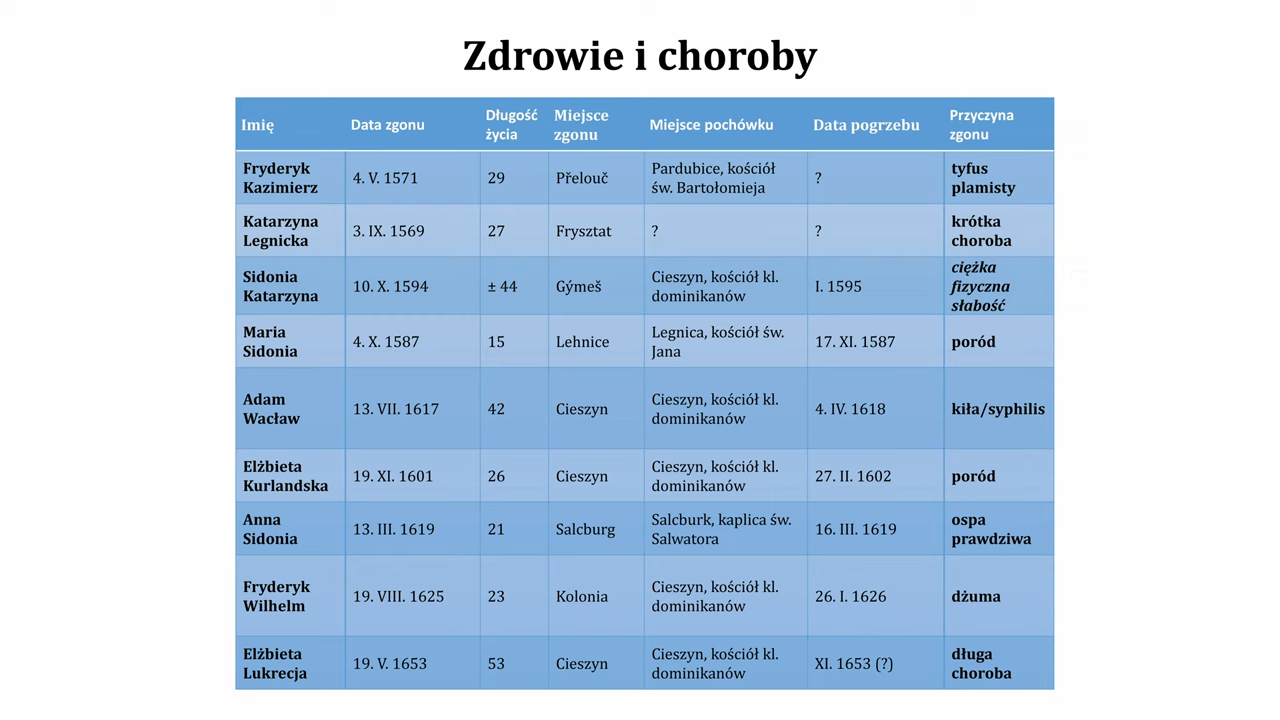 Zdrowie i choroby
Imię Data zgonu Długość życia Miejsce zgonu Miejsce pochówku Data pogrzebu Przyczyna zgonu
Fryderyk Kazimierz 4. V. 1571 29 Přelouč Pardubice, kościół św. Bartołomieja ? tyfus plamisty
Katarzyna Legnicka 3. IX. 1569 27 Frysztat ? ? krótka choroba
Sidonia Katarzyna 10. X. 1594 ± 44 Gýmeš Cieszyn, kościół kl. dominikanów I. 1595 ciężka fizyczna słabość
Maria Sidonia 4. X. 1587 15 Lehnice Legnica, kościół św. Jana 17. XI. 1587 poród
Adam Wacław 13. VII. 1617 42 Cieszyn Cieszyn, kościół kl. dominikanów 4. IV. 1618 kiła/syphilis
Elżbieta Kurlandska 19. XI. 1601 26 Cieszyn Cieszyn, kościół kl. dominikanów 27. II. 1602 poród
Anna Sidonia 13. III. 1619 21 Salcburg Salcburk, kaplica św. Salwatora 16. III. 1619 ospa prawdziwa
Fryderyk Wilhelm 19. VIII. 1625 23 Kolonia Cieszyn, kościół kl. dominikanów 26. I. 1626 dżuma
Elżbieta Lukrecja 19. V. 1653 53 Cieszyn Cieszyn, kościół kl. dominikanów XI. 1653 (?) długa choroba